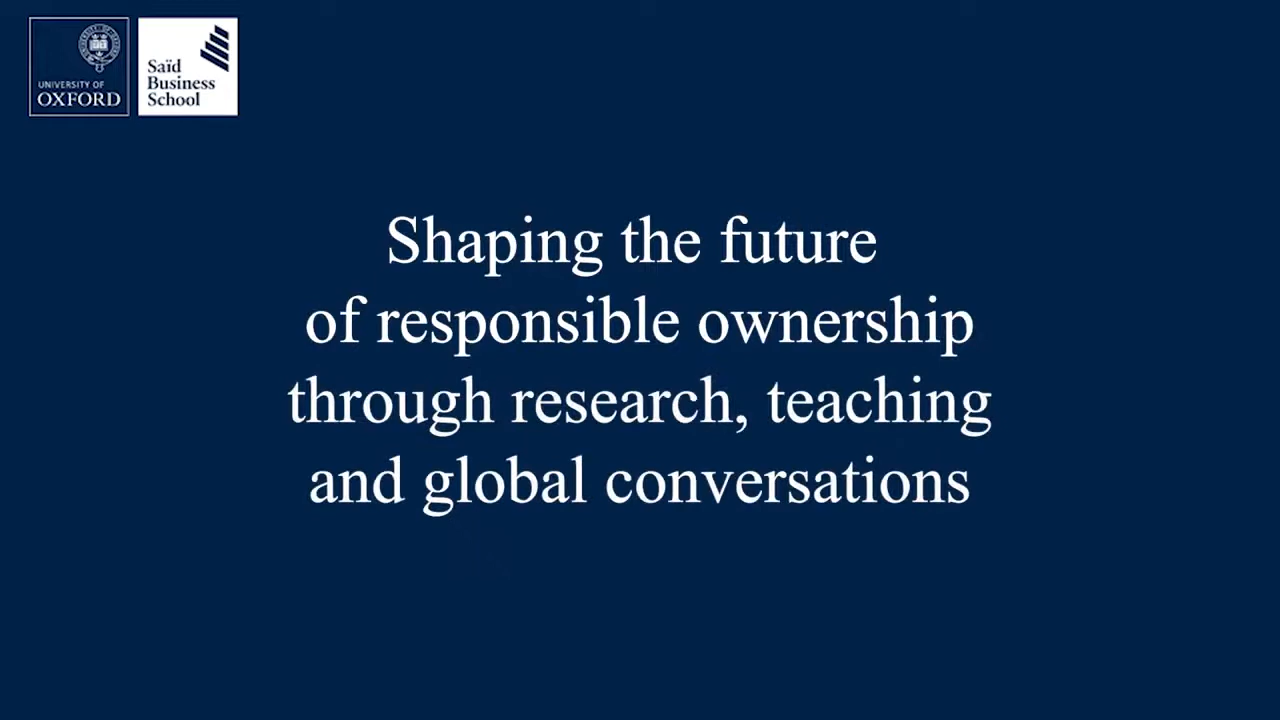 UNIVERSITY OF
OXFORD
Saïd
Business
School
Shaping the future
of responsible ownership
through research, teaching
and global conversations